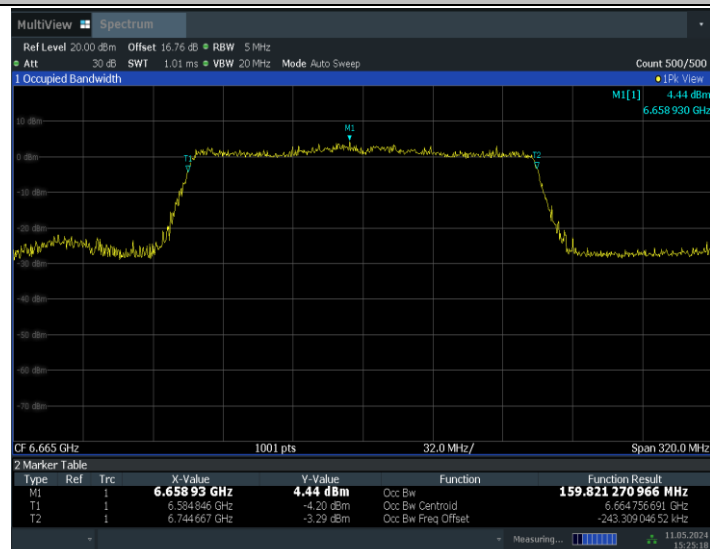 MultiView Spectrum
Ref Level 20.00 dBm Offset 16.76 dB RBW 5 MHz
Att 30 dB SWT 1.01 ms VBW 20 MHz Mode Auto Sweep Count 500/500
1 Occupied Bandwidth 1Pk View
M1[1] 4.44 dBm
6.658 930 GHz
10 dBm
M1
0 dBm
T1 T2
-10 dBm
-20 dBm
-30 dBm
-40 dBm
-50 dBm
-60 dBm
-70 dBm
CF 6.665 GHz 1001 pts 32.0 MHz/ Span 320.0 MHz
2 Marker Table
Type Ref Trc X-Value Y-Value Function Function Result
M1 1 6.658 93 GHz 4.44 dBm Occ Bw 159.821 270 966 MHz
T1 1 6.584 846 GHz -4.20 dBm Occ Bw Centroid 6.664 756 691 GHz
T2 1 6.744 667 GHz -3.29 dBm Occ Bw Freq Offset -243.309 046 52 kHz
Measuring... 11.05.2024
15:25:18